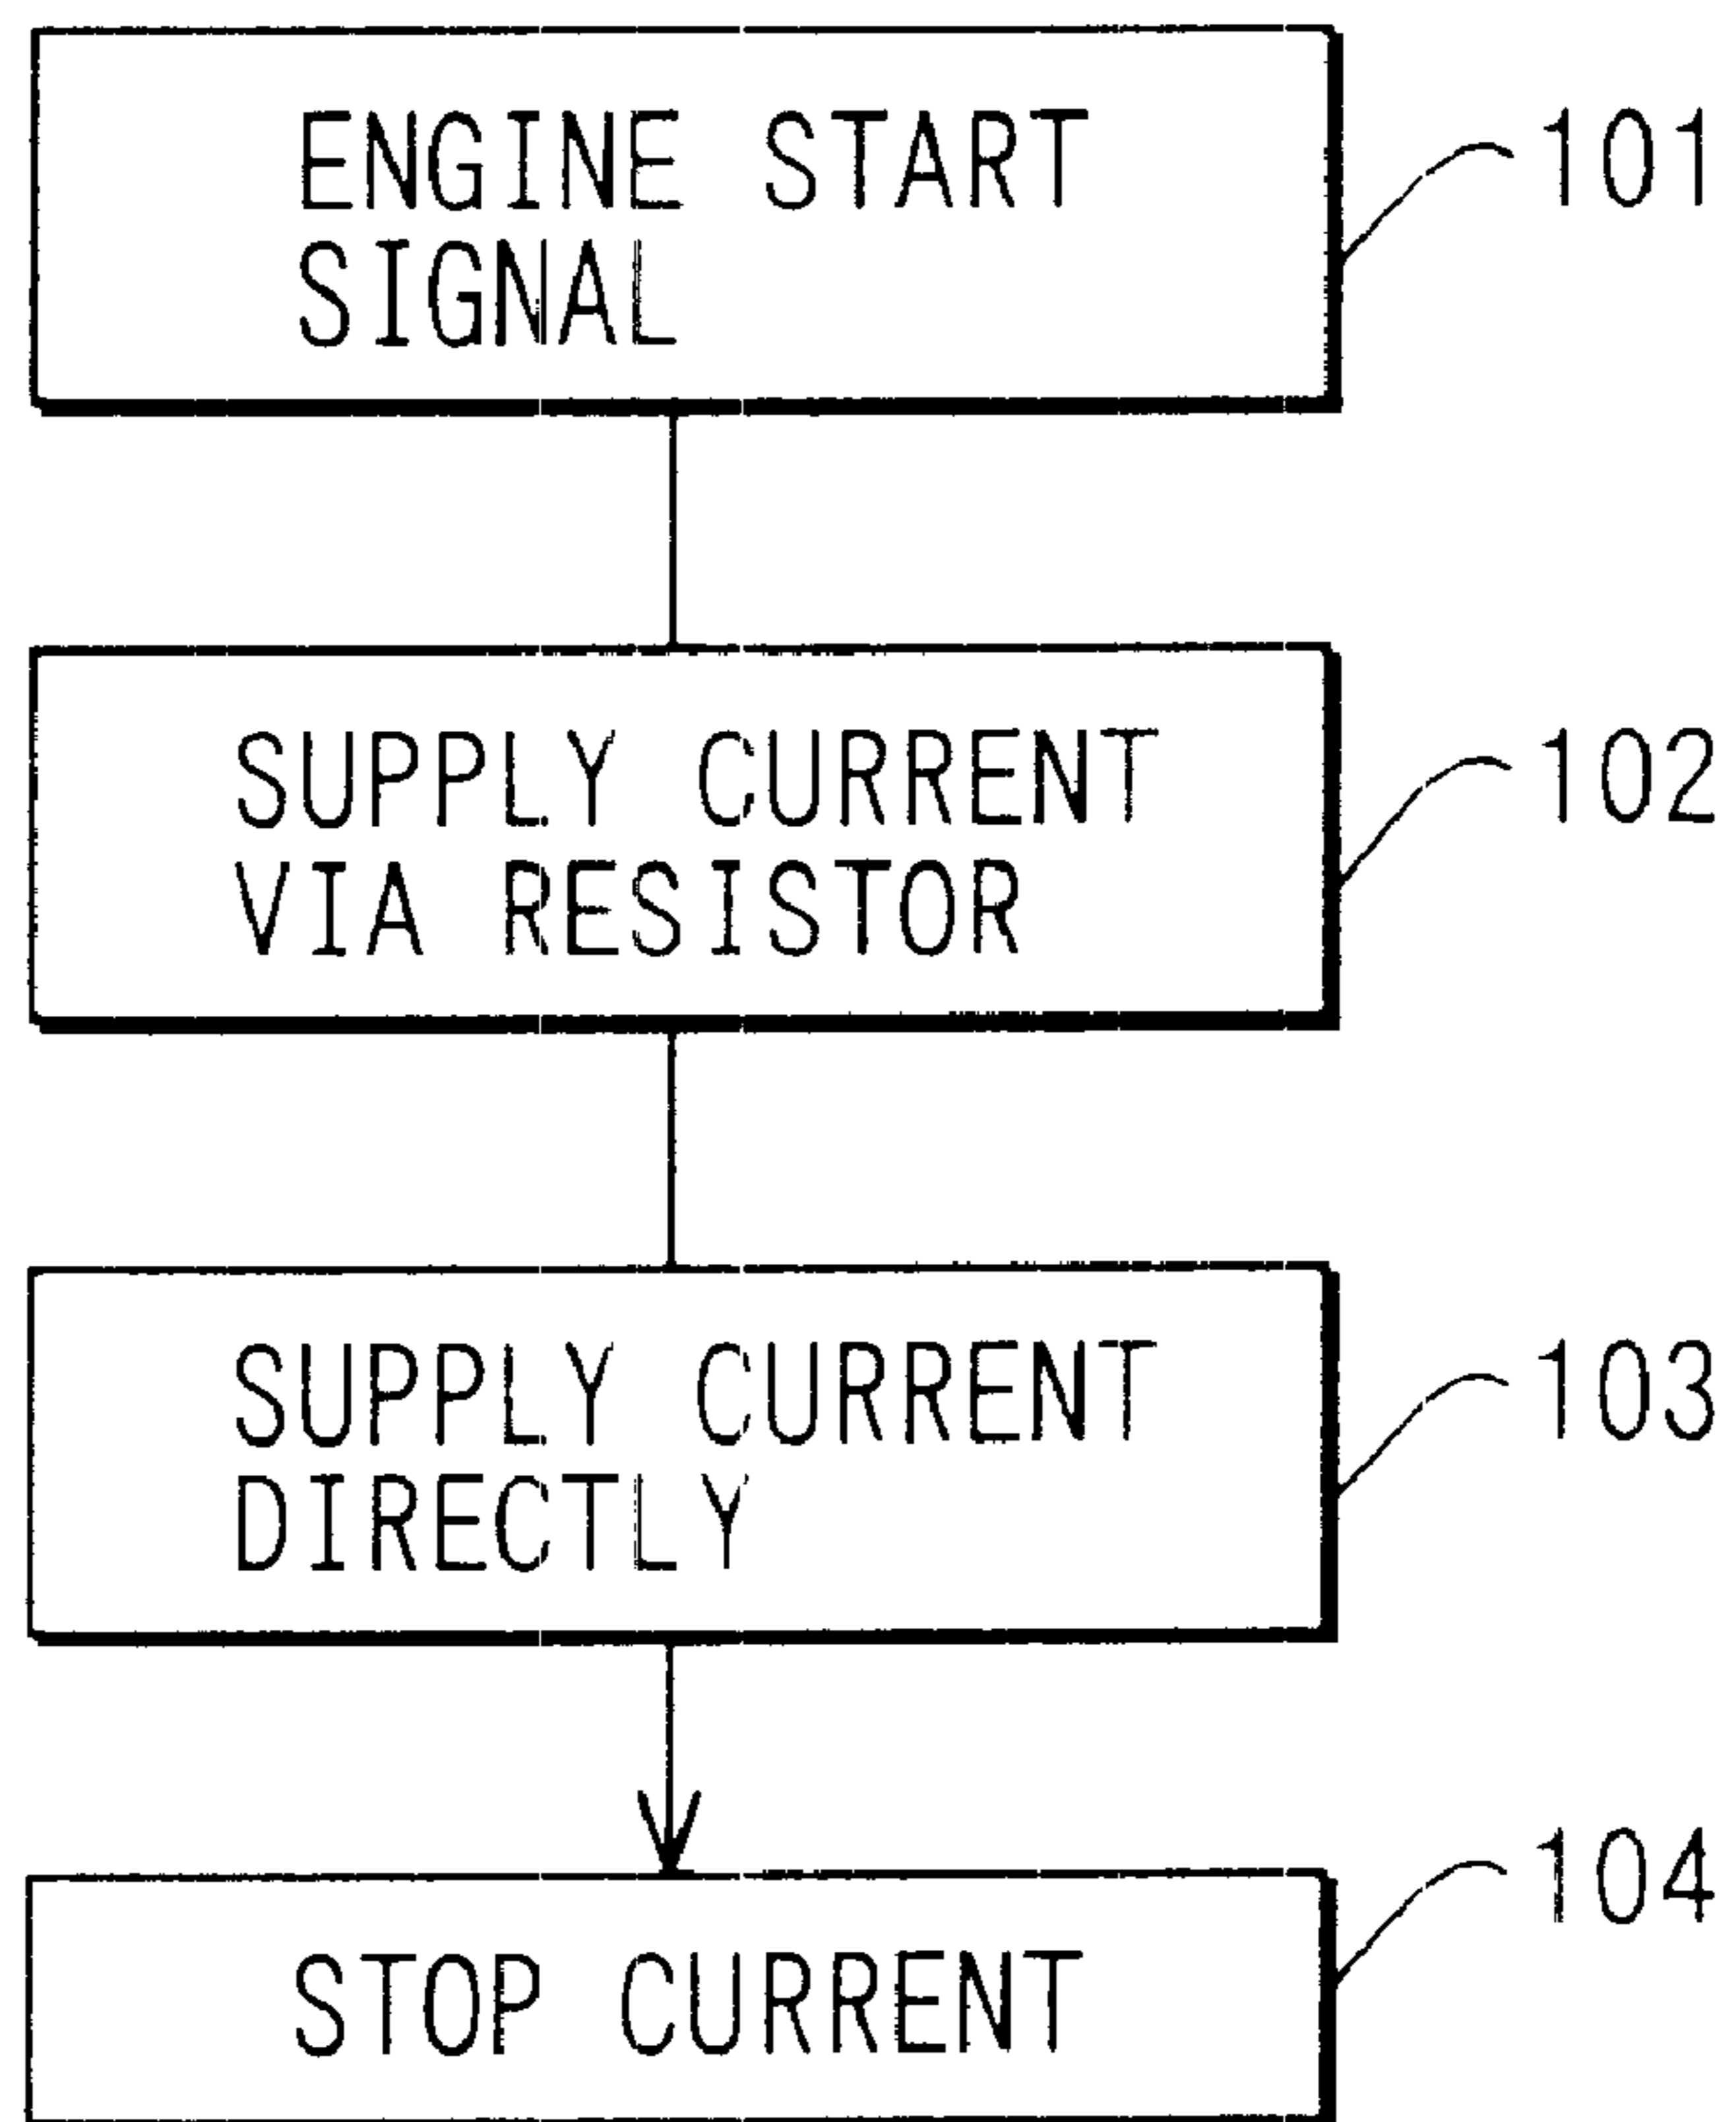 ENGINE START
SIGNAL
101
SUPPLY CURRENT
VIA RESISTOR
102
SUPPLY CURRENT
DIRECTLY
103
STOP CURRENT
104